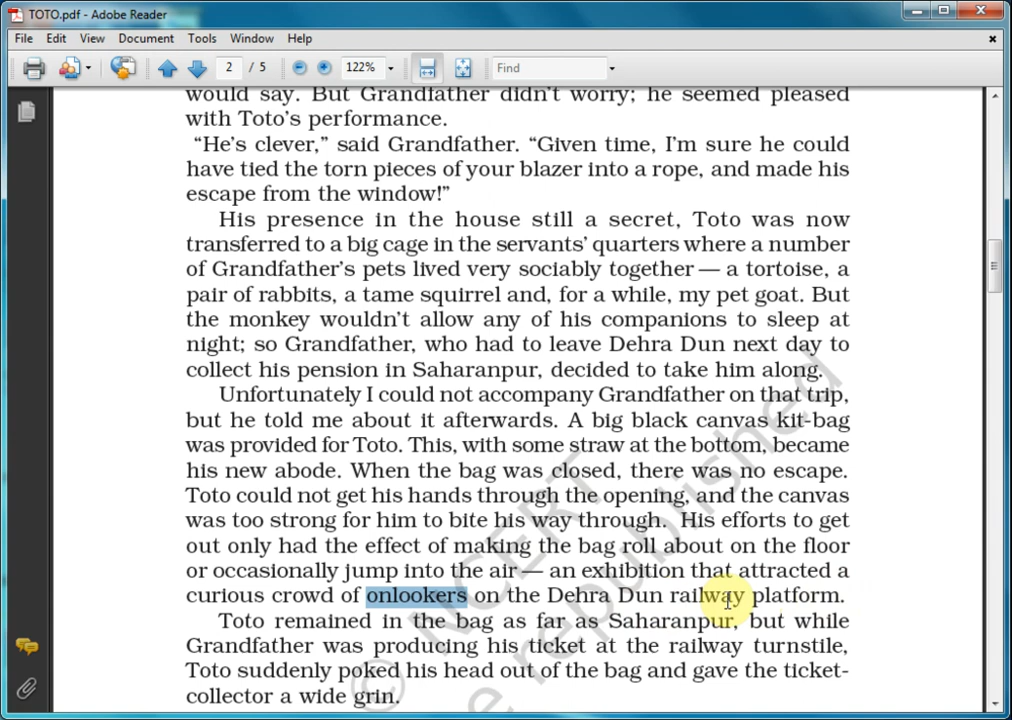 TOTO.pdf - Adobe Reader
File Edit View Document Tools Window Help
2 / 5 122% Find
would say. But Grandfather didn't worry; he seemed pleased
with Toto's performance.
“He's clever,” said Grandfather. “Given time, I'm sure he could
have tied the torn pieces of your blazer into a rope, and made his
escape from the window!”
His presence in the house still a secret, Toto was now
transferred to a big cage in the servants' quarters where a number
of Grandfather's pets lived very sociably together — a tortoise, a
pair of rabbits, a tame squirrel and, for a while, my pet goat. But
the monkey wouldn't allow any of his companions to sleep at
night; so Grandfather, who had to leave Dehra Dun next day to
collect his pension in Saharanpur, decided to take him along.
Unfortunately I could not accompany Grandfather on that trip,
but he told me about it afterwards. A big black canvas kit-bag
was provided for Toto. This, with some straw at the bottom, became
his new abode. When the bag was closed, there was no escape.
Toto could not get his hands through the opening, and the canvas
was too strong for him to bite his way through. His efforts to get
out only had the effect of making the bag roll about on the floor
or occasionally jump into the air — an exhibition that attracted a
curious crowd of onlookers on the Dehra Dun railway platform.
Toto remained in the bag as far as Saharanpur, but while
Grandfather was producing his ticket at the railway turnstile,
Toto suddenly poked his head out of the bag and gave the ticket-
collector a wide grin.
© NCERT
e republished